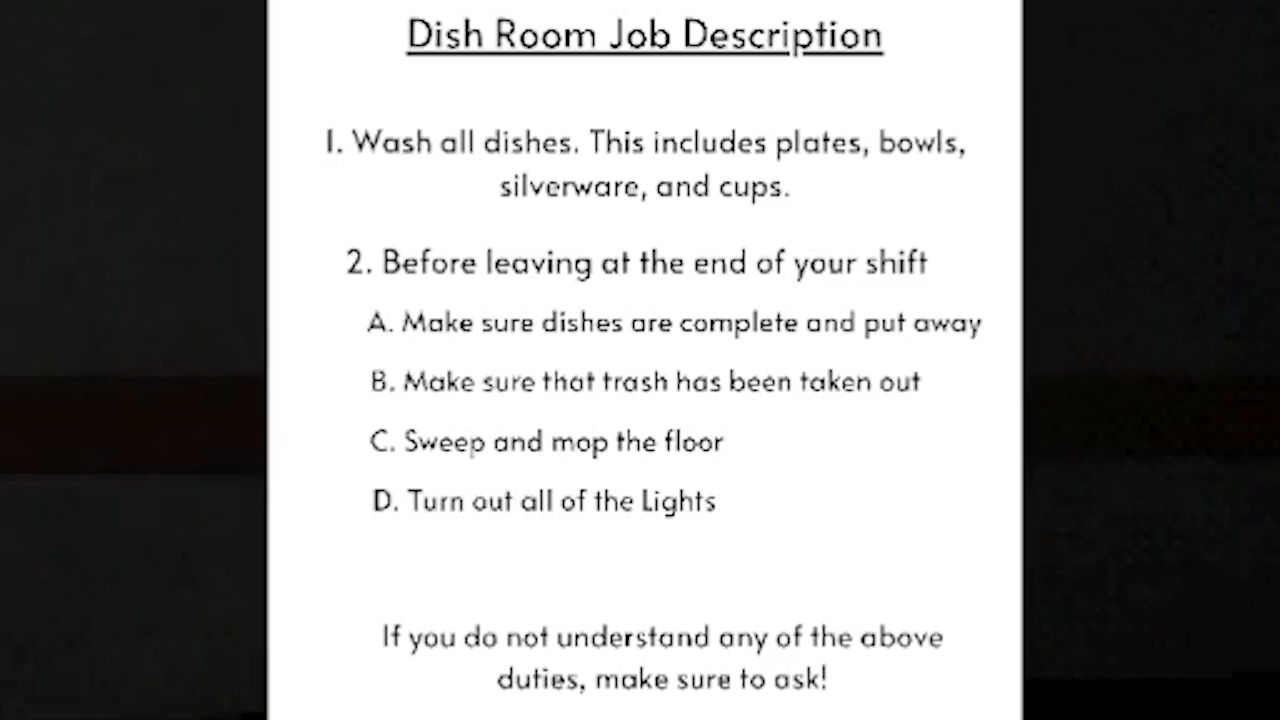 Dish Room Job Description
1. Wash all dishes. This includes plates, bowls,
silverware, and cups.
2. Before leaving at the end of your shift
A. Make sure dishes are complete and put away
B. Make sure that trash has been taken out
C. Sweep and mop the floor
D. Turn out all of the Lights
If you do not understand any of the above
duties, make sure to ask!